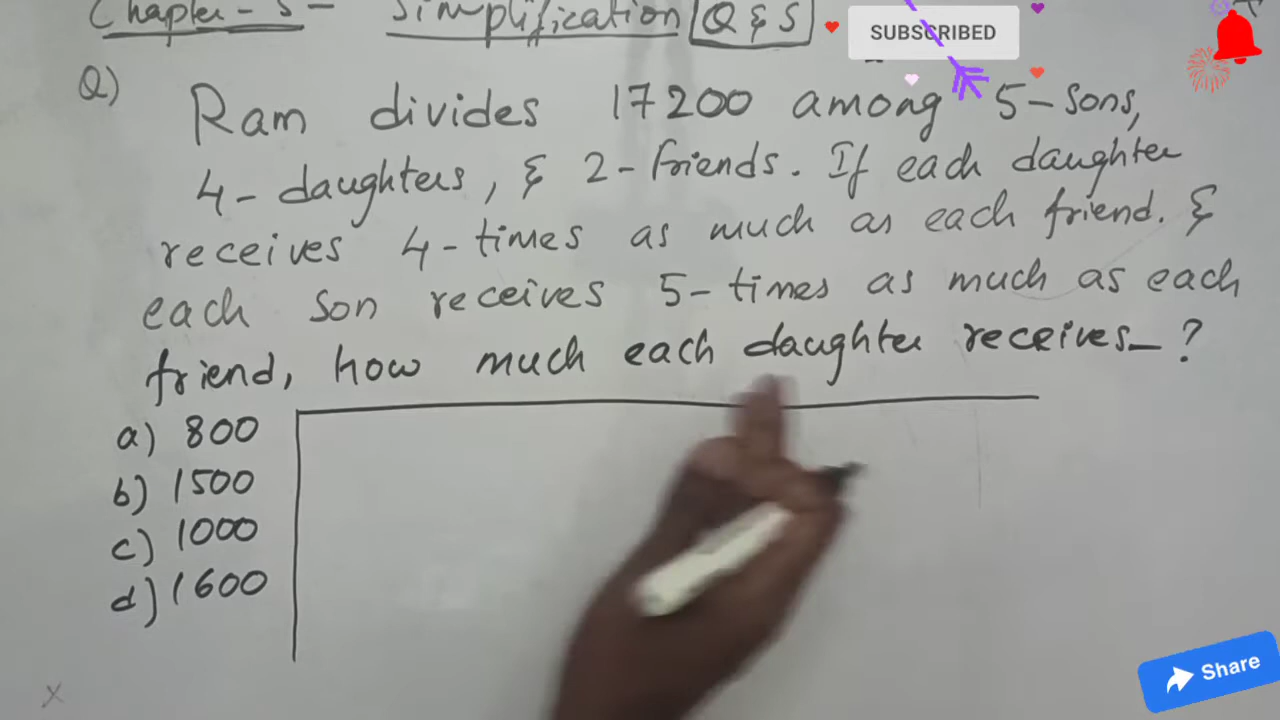 Chapter-5- Simplification Q & S
SUBSCRIBED
Q) Ram divides 17200 among 5-sons,
4-daughters, & 2-friends. If each daughter
receives 4-times as much as each friend. &
each son receives 5-times as much as each
friend, how much each daughter receives_?
a) 800
b) 1500
c) 1000
d) 1600
x
Share